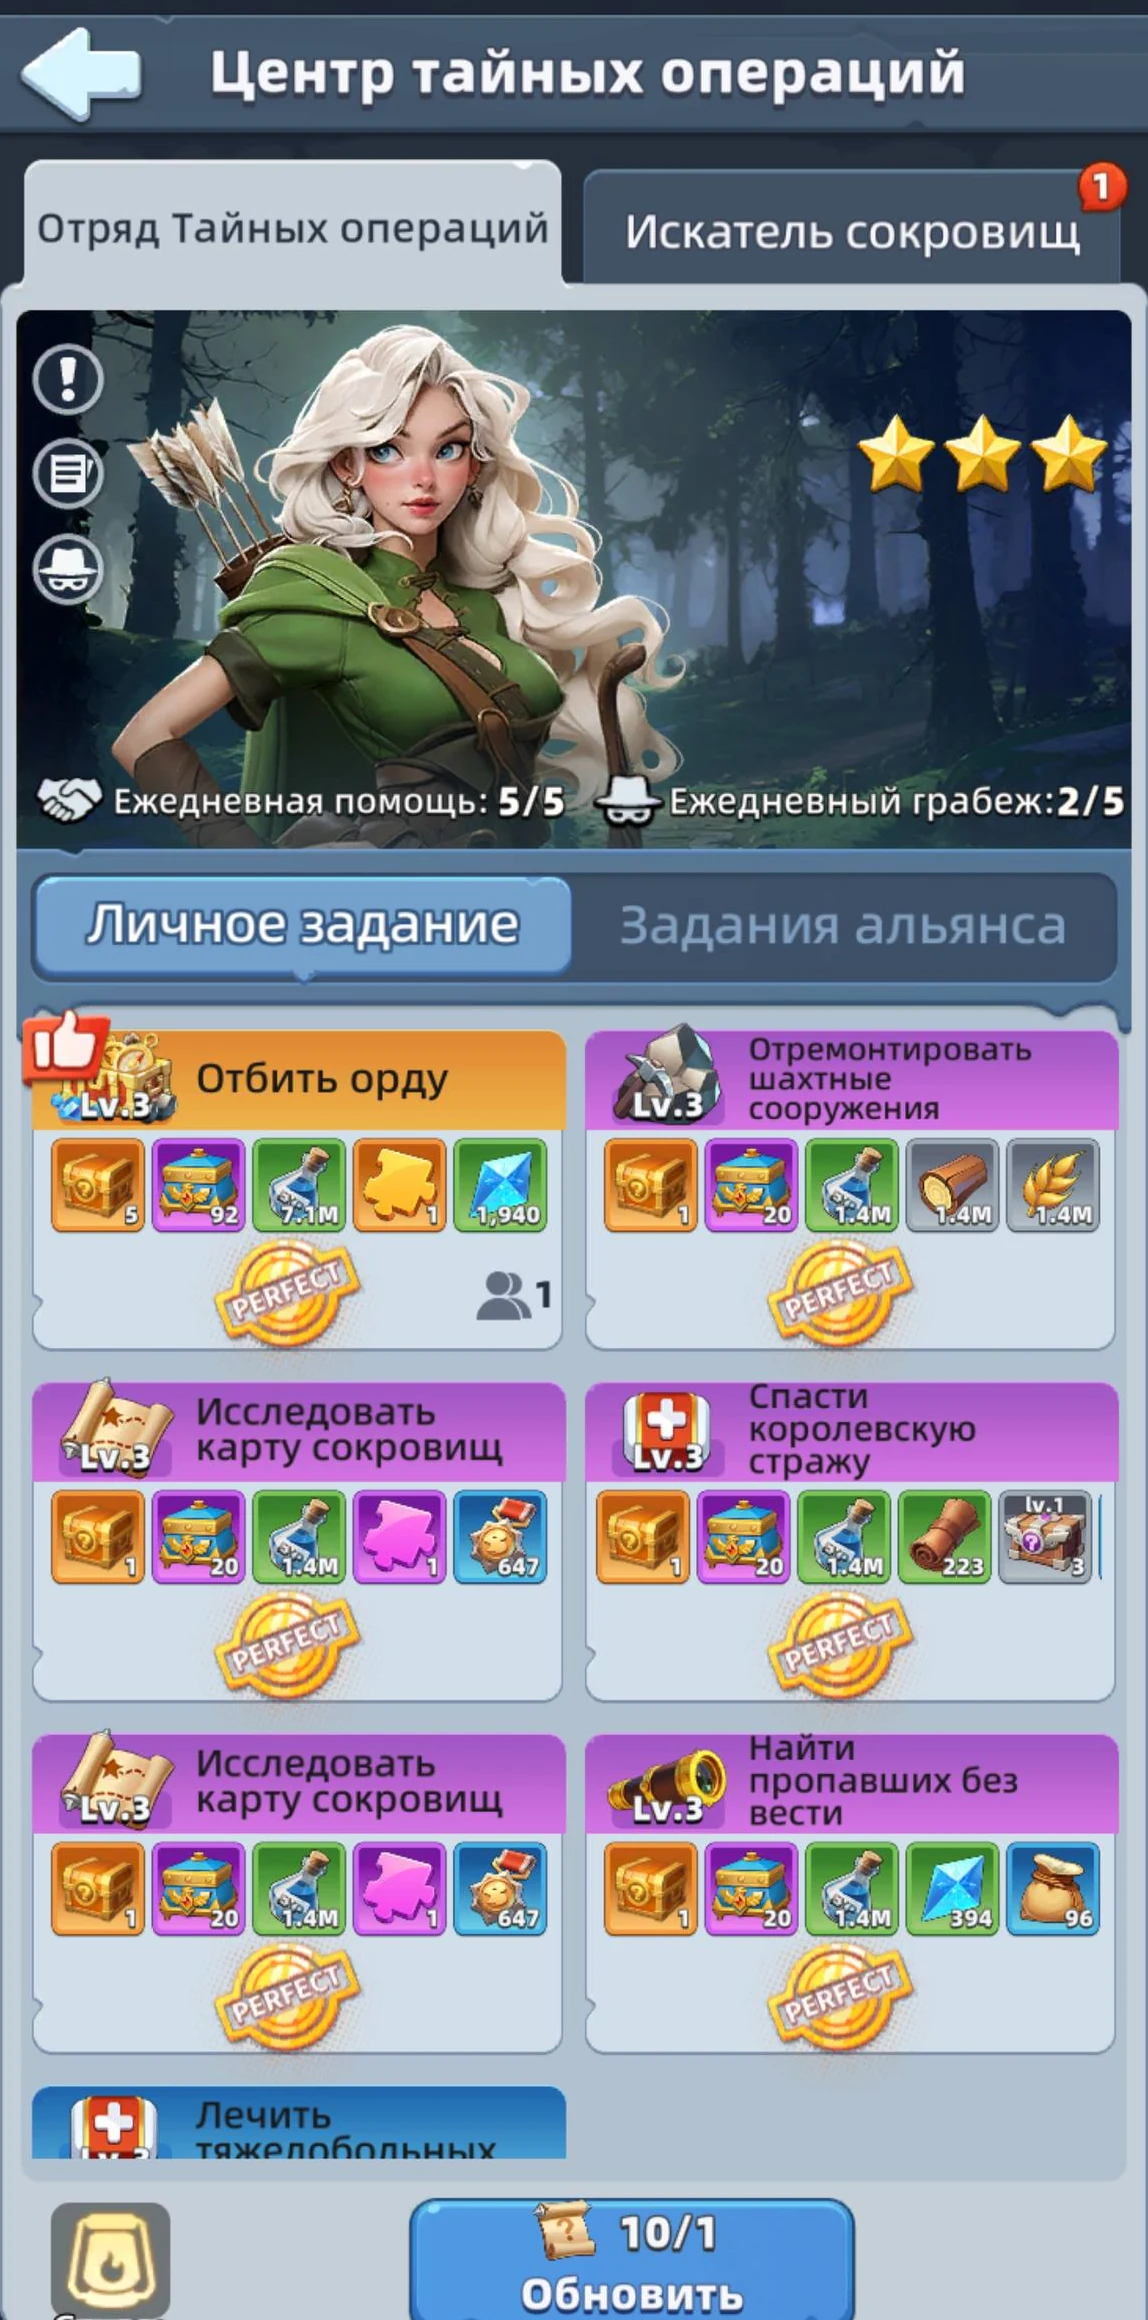 Центр тайных операций
Отряд Тайных операций
Искатель сокровищ
1
Ежедневная помощь: 5/5
Ежедневный грабеж:2/5
Личное задание
Задания альянса
Lv.3
Отбить орду
5
92
7.1M
1
1,940
PERFECT
1
Lv.3
Отремонтировать
шахтные
сооружения
1
20
1.4M
1.4M
1.4M
PERFECT
Lv.3
Исследовать
карту сокровищ
1
20
1.4M
1
647
PERFECT
Lv.3
Спасти
королевскую
стражу
1
20
1.4M
223
lv.1
3
PERFECT
Lv.3
Исследовать
карту сокровищ
1
20
1.4M
1
647
PERFECT
Lv.3
Найти
пропавших без
вести
1
20
1.4M
394
96
PERFECT
Lv.3
Лечить
тяжелобольных
10/1
Обновить